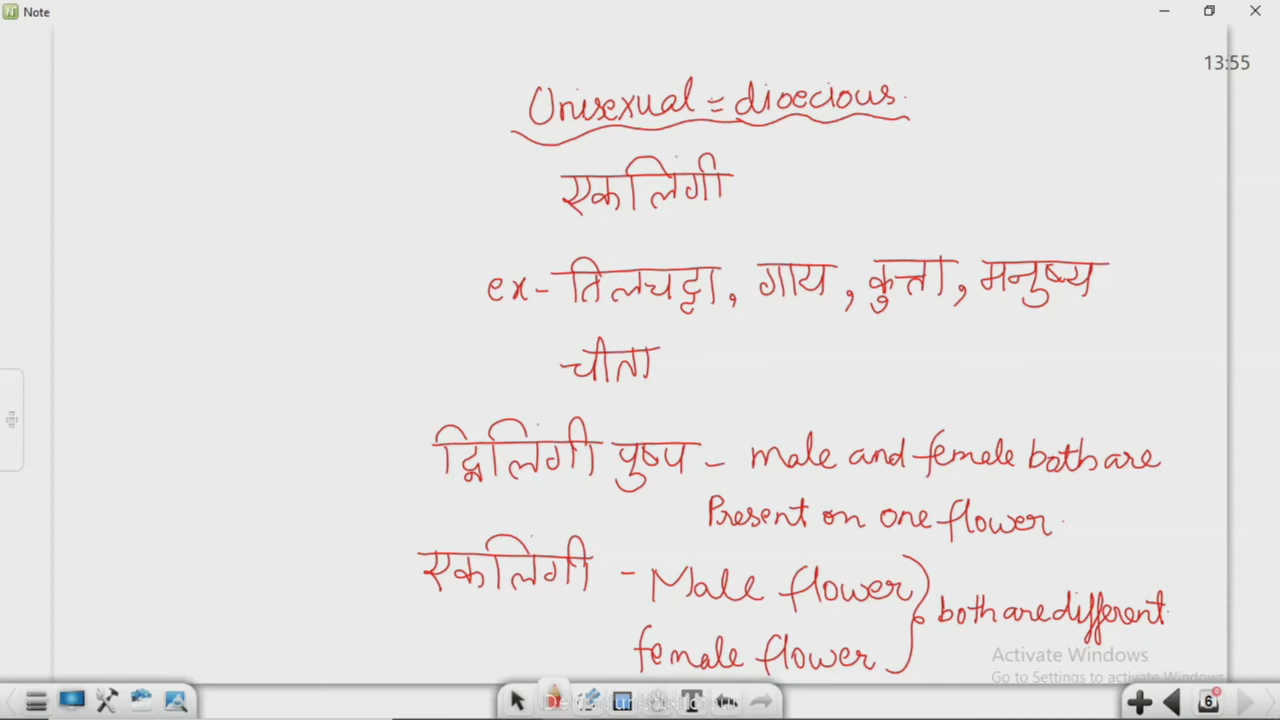 Note
13:55
Unisexual = dioecious.
एकलिंगी
ex- तिलचट्टा, गाय, कुत्ता, मनुष्य
चीता
द्विलिंगी पुष्प - male and female both are
Present on one flower.
एकलिंगी - Male flower
female flower
both are different
Activate Windows
Go to Settings to activate Windows
6